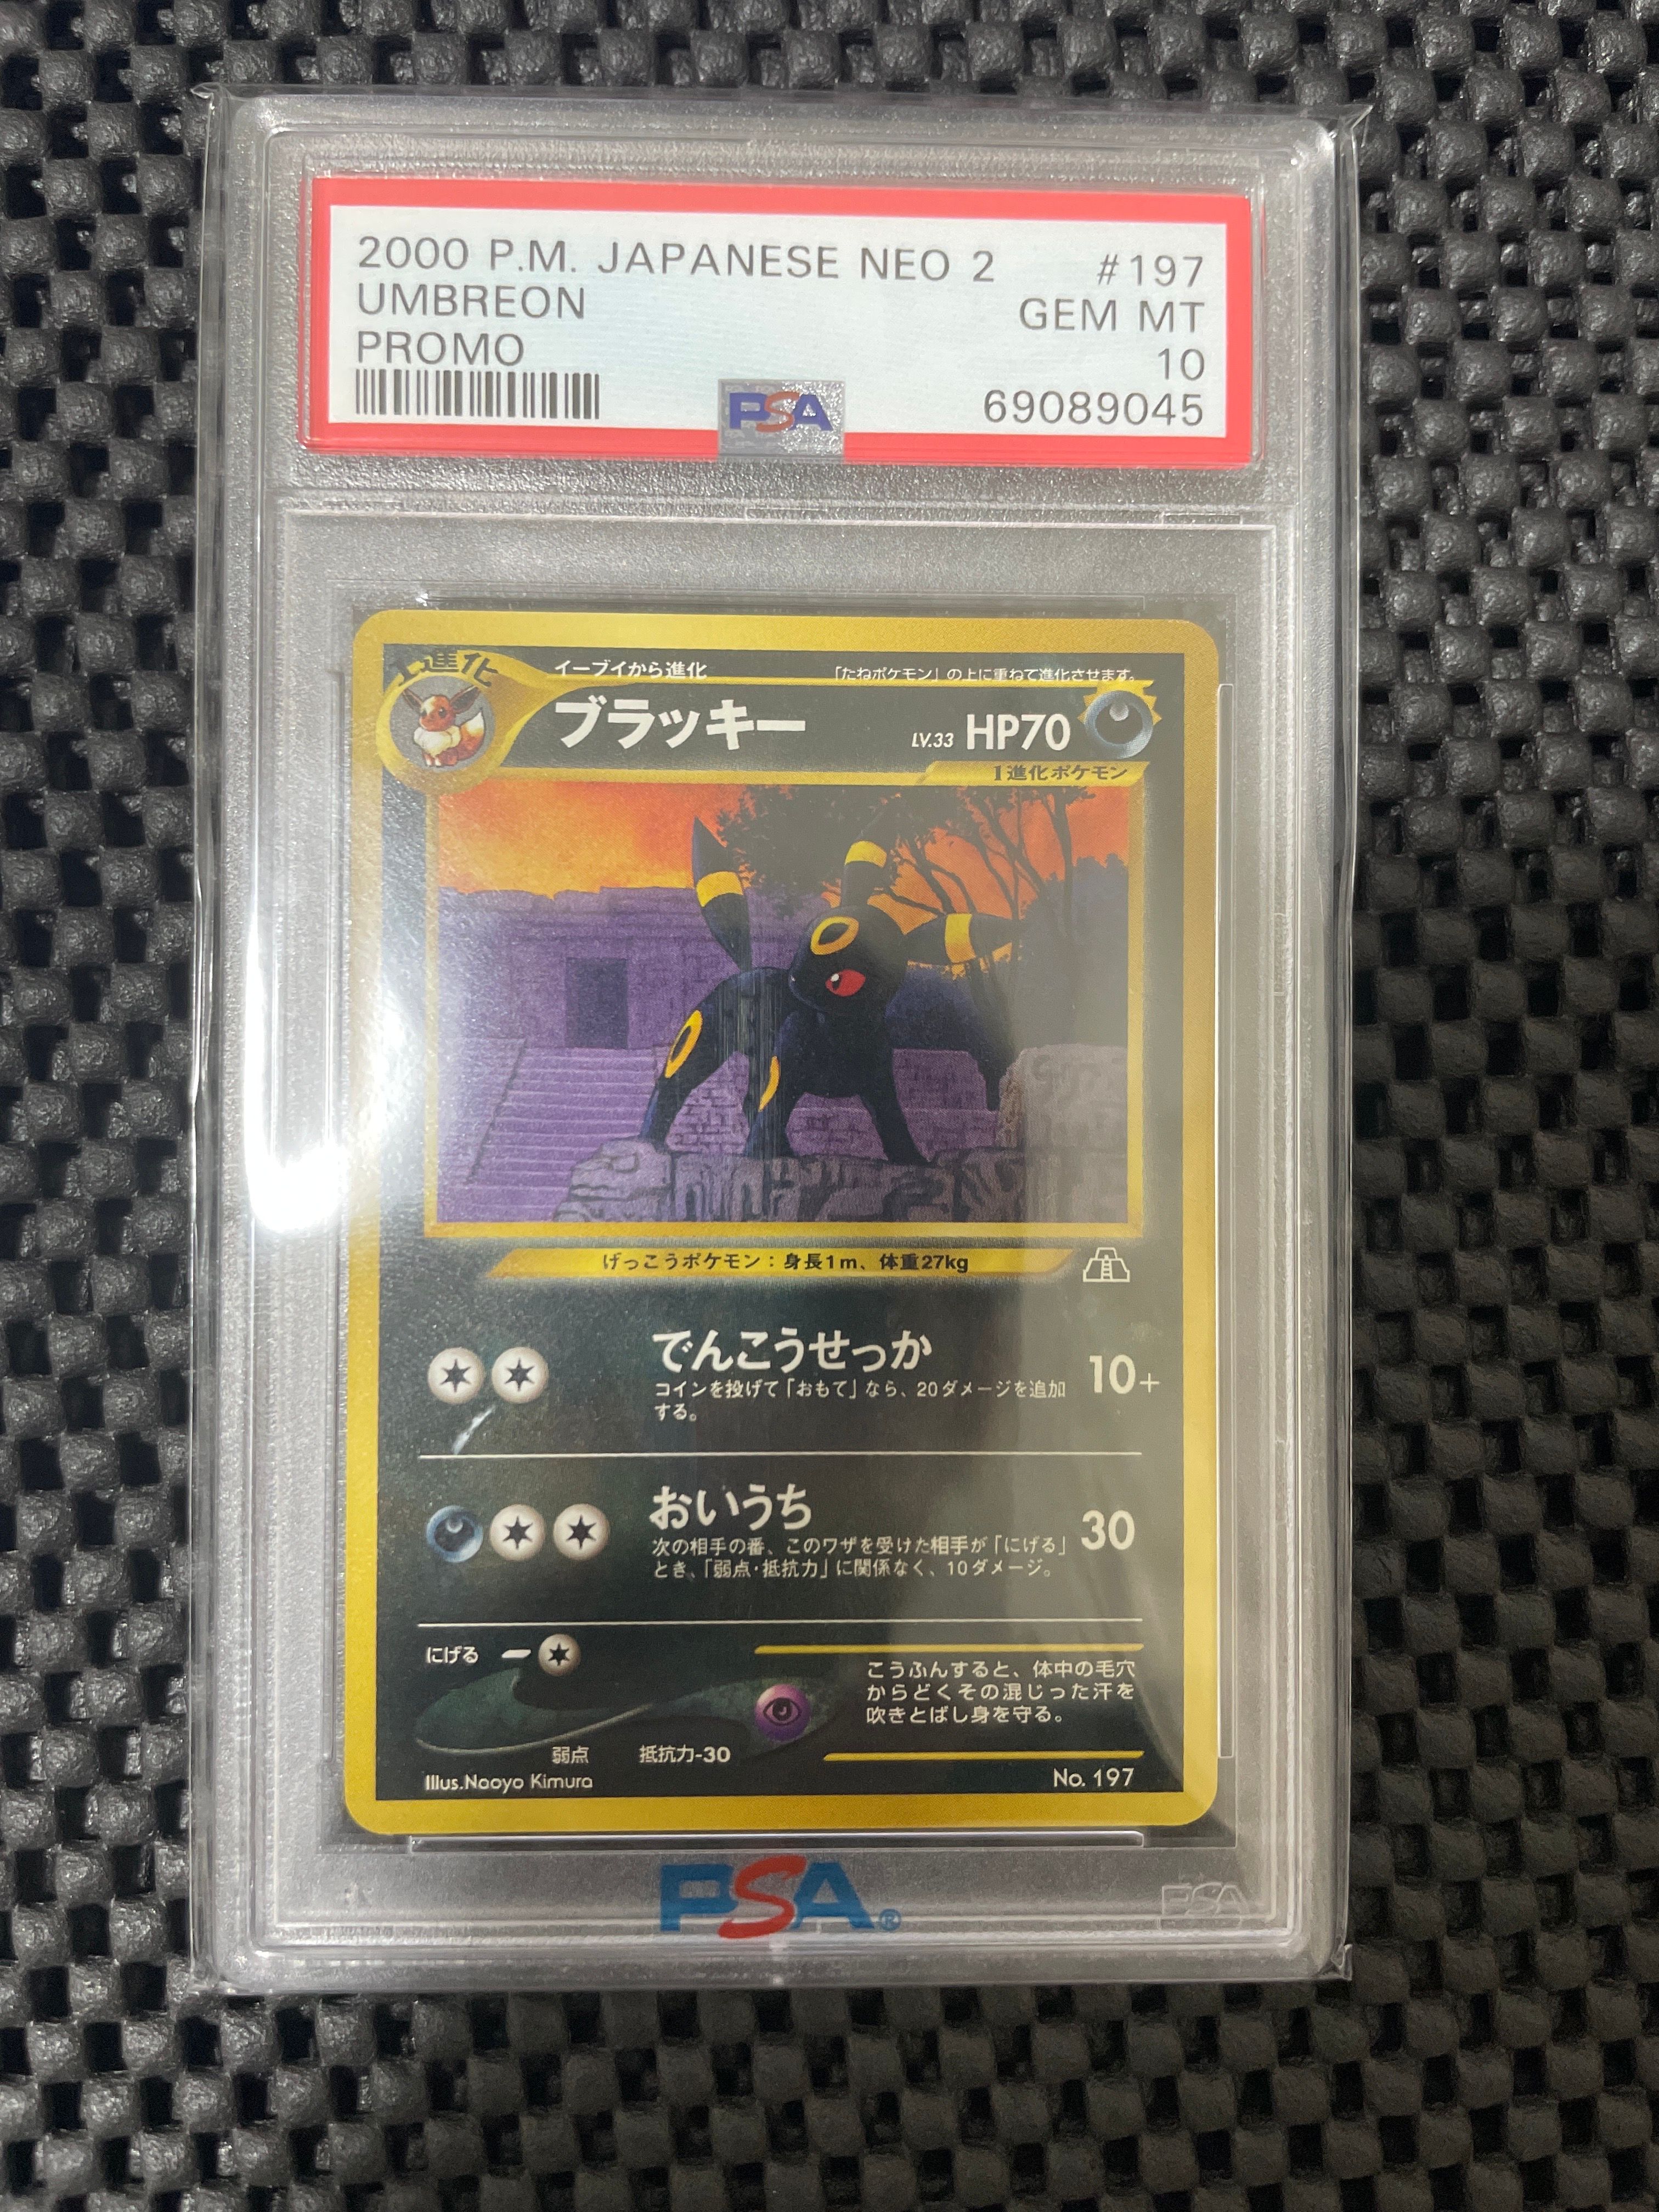 2000 P.M. JAPANESE NEO 2 #197
UMBREON GEM MT
PROMO 10
PSA 69089045
1進化
イーブイから進化 「たねポケモン」の上に重ねて進化させます。
ブラッキー LV.33 HP70
1進化ポケモン
げっこうポケモン：身長1m、体重27kg
でんこうせっか 10+
コインを投げて「おもて」なら、20ダメージを追加
する。
おいうち 30
次の相手の番、このワザを受けた相手が「にげる」
とき、「弱点・抵抗力」に関係なく、10ダメージ。
にげる
こうふんすると、体中の毛穴
からどくその混じった汗を
吹きとばし身を守る。
弱点 抵抗力-30
Illus.Naoyo Kimura No. 197
PSA®
PSA